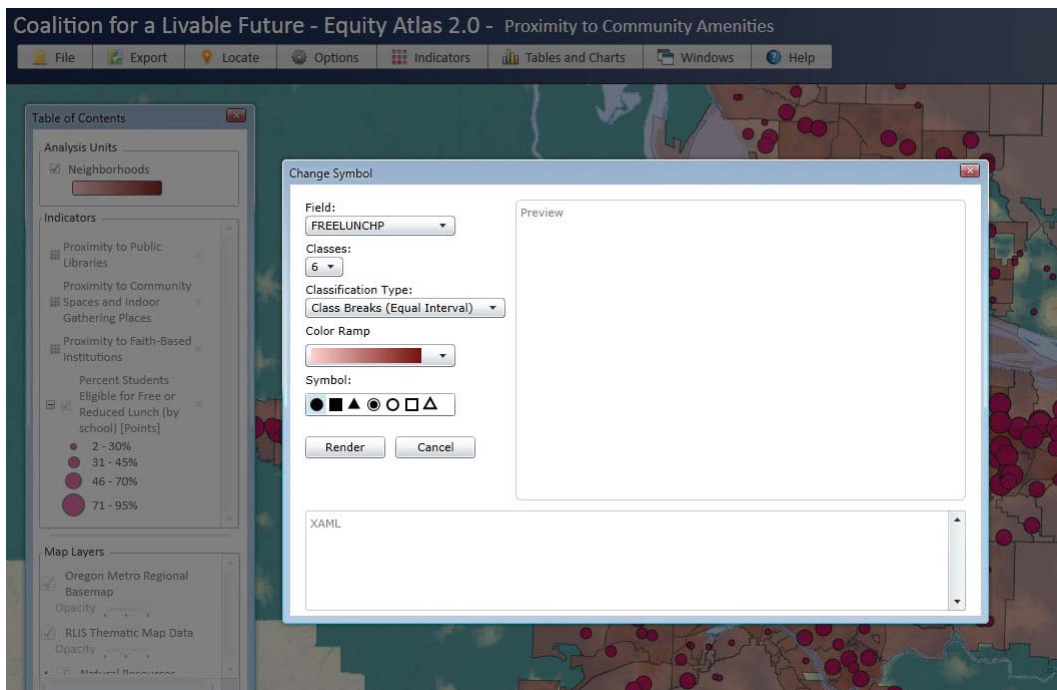 Coalition for a Livable Future - Equity Atlas 2.0 - Proximity to Community Amenities
File Export Locate Options Indicators Tables and Charts Windows Help
Table of Contents
Analysis Units
Neighborhoods
Indicators
Proximity to Public
Libraries
Proximity to Community
Spaces and Indoor
Gathering Places
Proximity to Faith-Based
Institutions
Percent Students
Eligible for Free or
Reduced Lunch (by
school) [Points]
2 - 30%
31 - 45%
46 - 70%
71 - 95%
Map Layers
Oregon Metro Regional
Basemap
Opacity
RLIS Thematic Map Data
Opacity
Natural Resources
Change Symbol
Field:
FREELUNCHP
Classes:
6
Classification Type:
Class Breaks (Equal Interval)
Color Ramp
Symbol:
Render Cancel
Preview
XAML